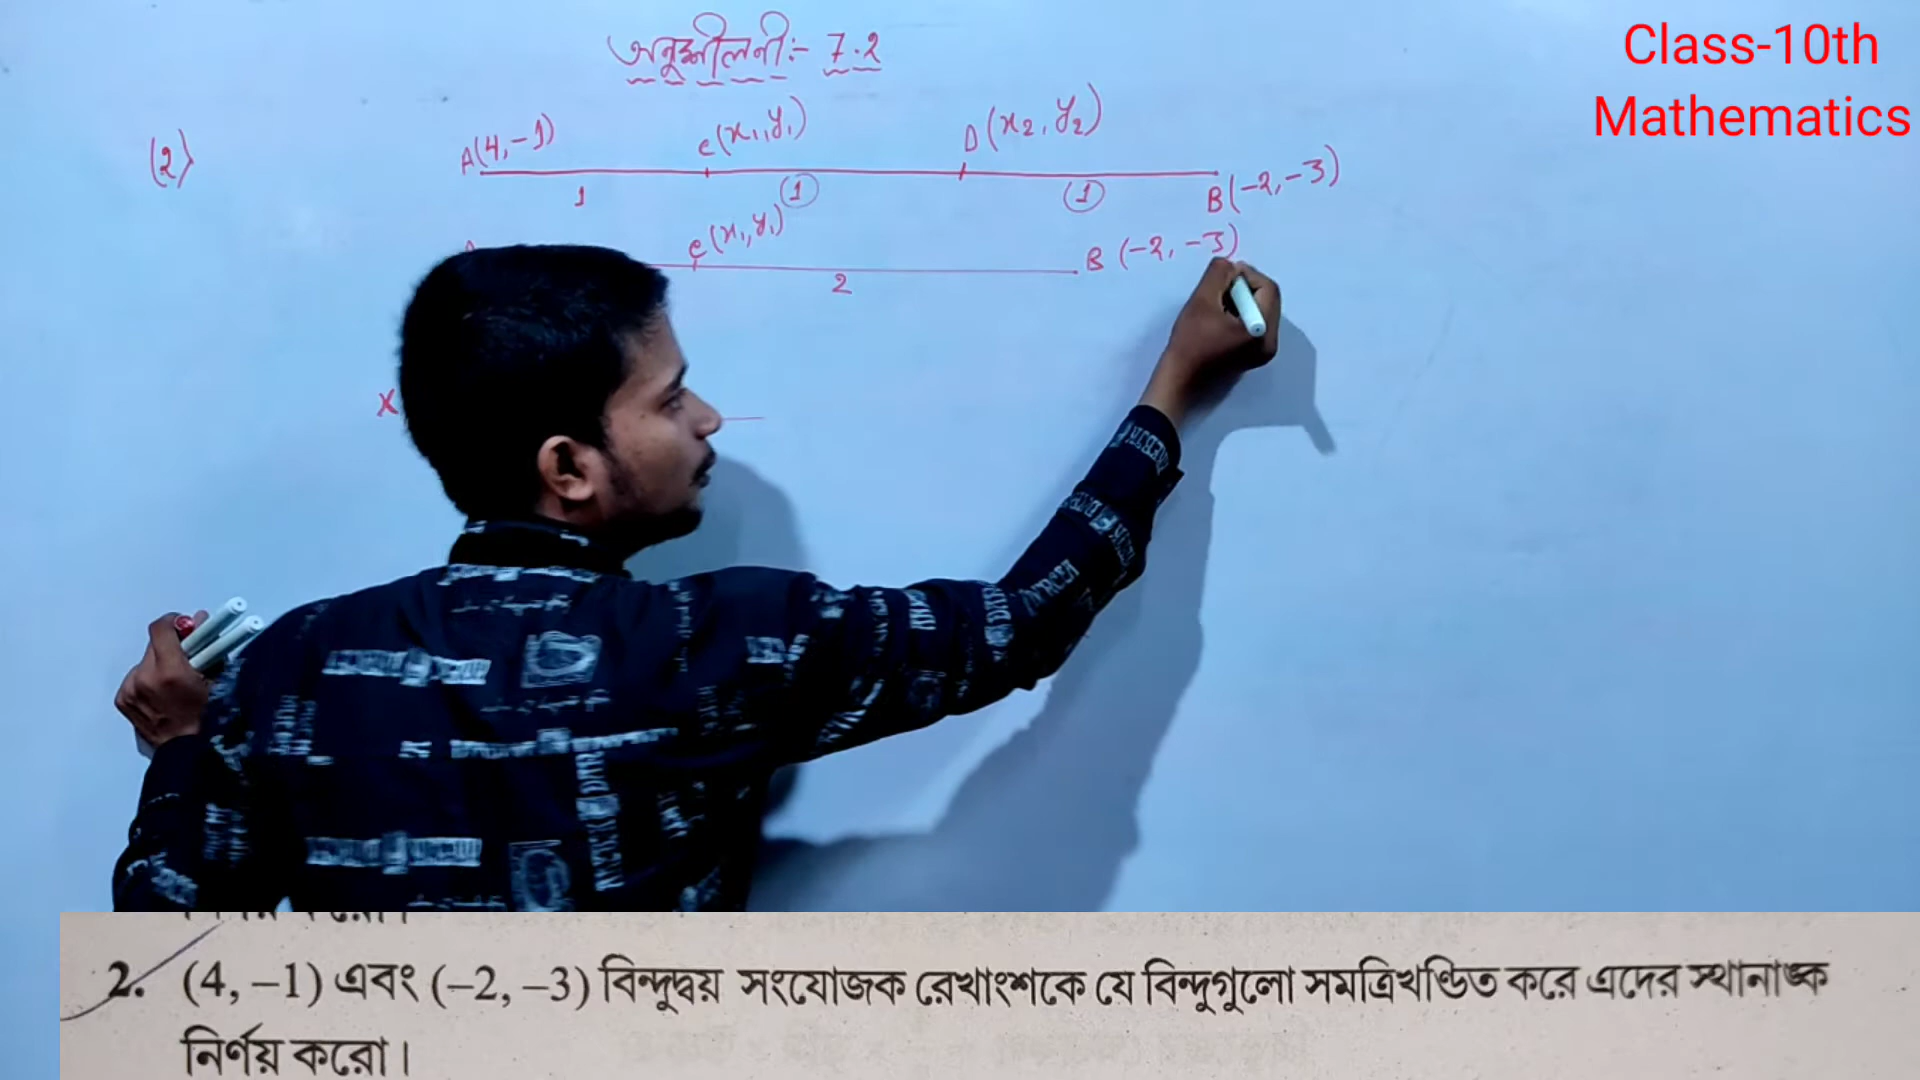 অনুশীলনী:- 7.2
Class-10th
Mathematics
(2)
A(4,-1) C(x₁,y₁) D(x₂,y₂)
1 1 1 B(-2,-3)
C(x₁,y₁) B (-2,-3)
2
X
2. (4, –1) এবং (–2, –3) বিন্দুদ্বয় সংযোজক রেখাংশকে যে বিন্দুগুলো সমত্রিখণ্ডিত করে এদের স্থানাঙ্ক
নির্ণয় করো।